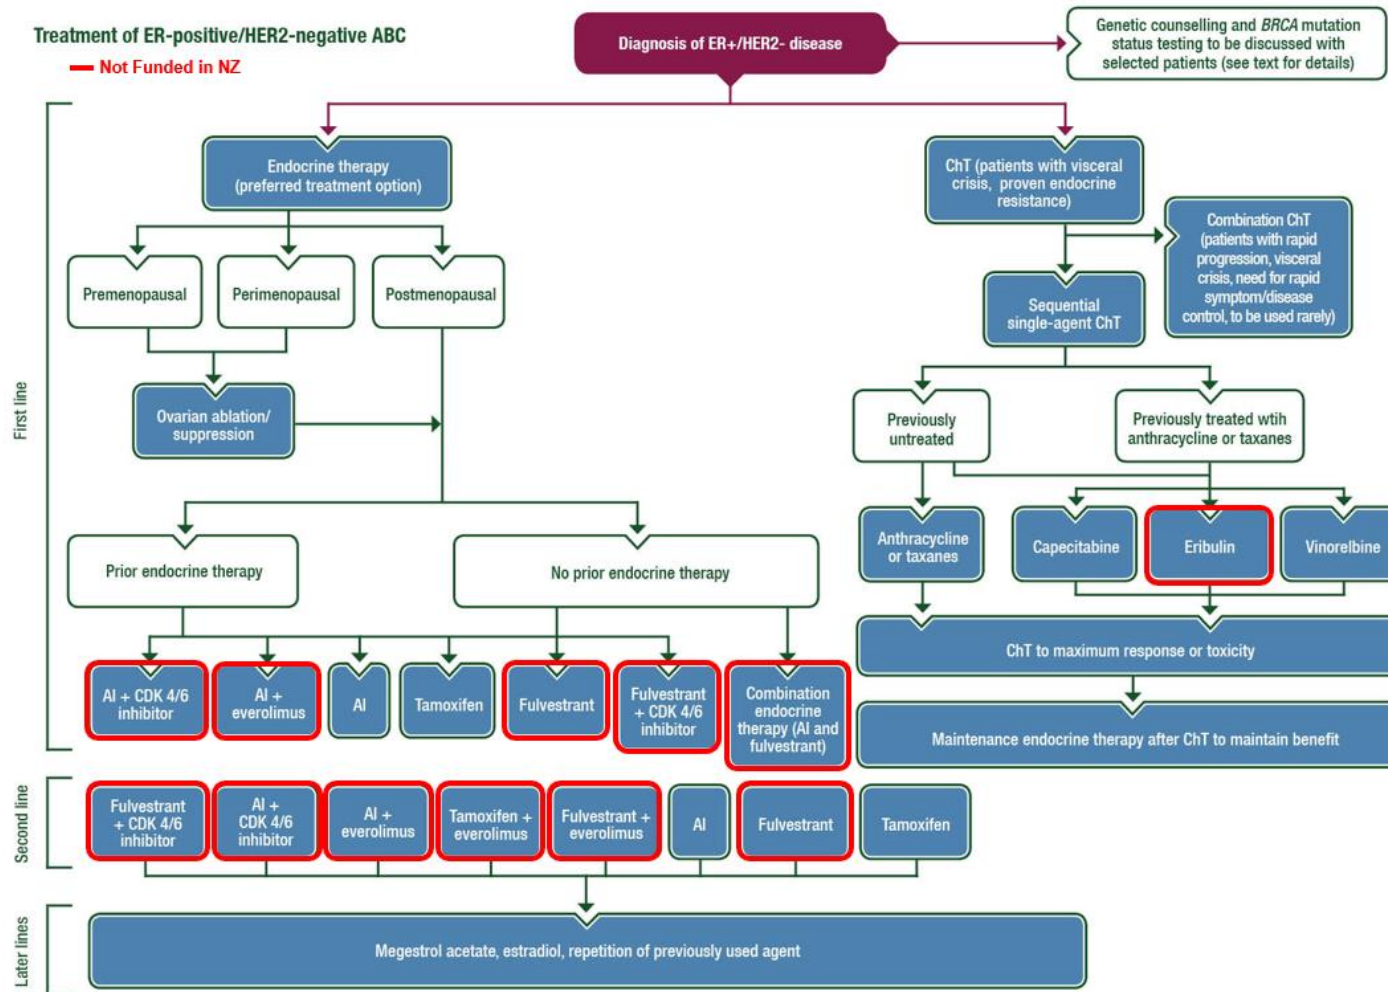 Treatment of ER-positive/HER2-negative ABC
Not Funded in NZ
Diagnosis of ER+/HER2- disease
Genetic counselling and BRCA mutation
status testing to be discussed with
selected patients (see text for details)
First line
Endocrine therapy
(preferred treatment option)
ChT (patients with visceral
crisis, proven endocrine
resistance)
Combination ChT
(patients with rapid
progression, visceral
crisis, need for rapid
symptom/disease
control, to be used rarely)
Premenopausal
Perimenopausal
Postmenopausal
Sequential
single-agent ChT
Ovarian ablation/
suppression
Previously
untreated
Previously treated wtih
anthracycline or taxanes
Anthracycline
or taxanes
Capecitabine
Eribulin
Vinorelbine
Prior endocrine therapy
No prior endocrine therapy
ChT to maximum response or toxicity
AI + CDK 4/6
inhibitor
AI +
everolimus
AI
Tamoxifen
Fulvestrant
Fulvestrant
+ CDK 4/6
inhibitor
Combination
endocrine
therapy (AI and
fulvestrant)
Maintenance endocrine therapy after ChT to maintain benefit
Second line
Fulvestrant
+ CDK 4/6
inhibitor
AI +
CDK 4/6
inhibitor
AI +
everolimus
Tamoxifen +
everolimus
Fulvestrant +
everolimus
AI
Fulvestrant
Tamoxifen
Later lines
Megestrol acetate, estradiol, repetition of previously used agent